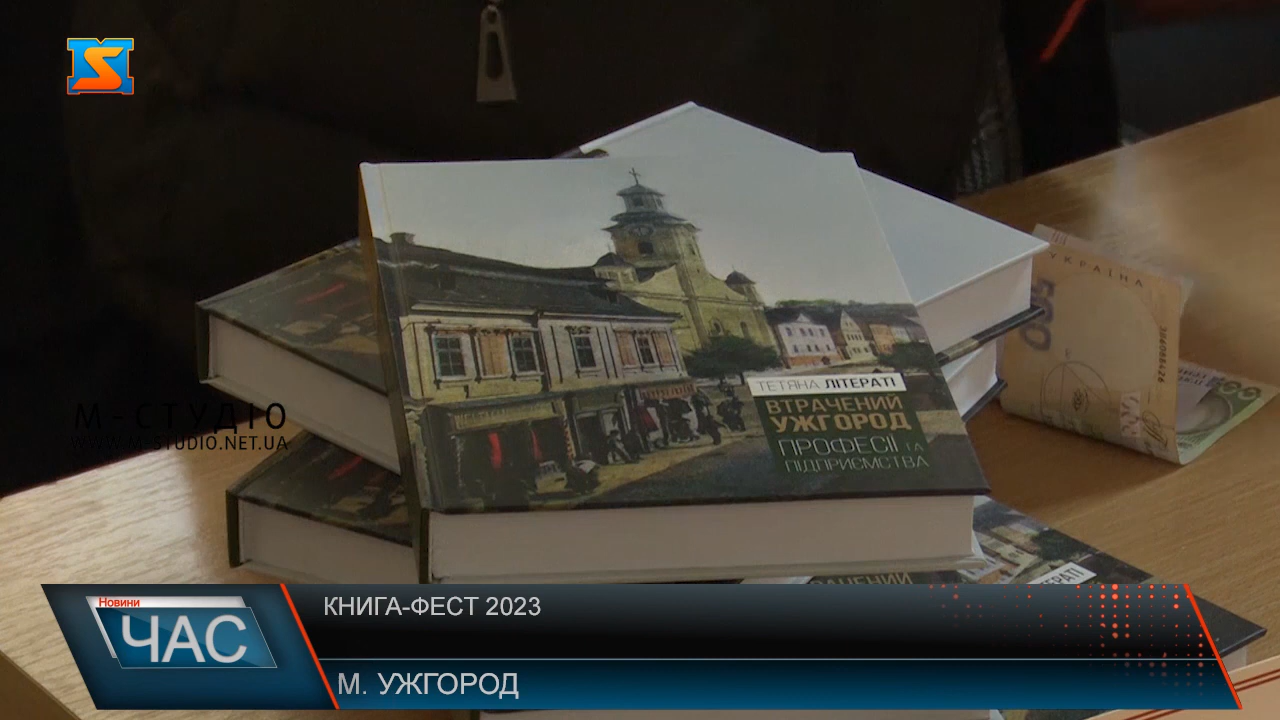 УКРАЇНА
500
М-СТУДІО
WWW.M-STUDIO.NET.UA
ТЕТЯНА ЛІТЕРАТІ
ВТРАЧЕНИЙ
УЖГОРОД
ПРОФЕСІЇ ТА
ПІДПРИЄМСТВА
Новини
ЧАС
КНИГА-ФЕСТ 2023
М. УЖГОРОД